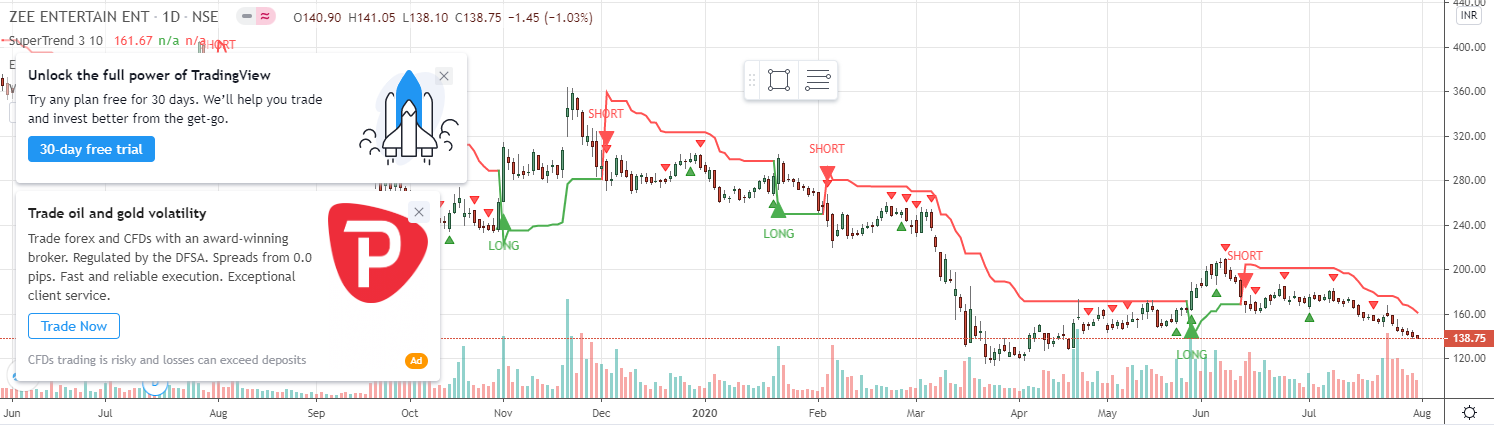 ZEE ENTERTAIN ENT · 1D · NSE O140.90 H141.05 L138.10 C138.75 −1.45 (−1.03%)
SuperTrend 3 10 161.67 n/a n/a
SHORT
Unlock the full power of TradingView
Try any plan free for 30 days. We'll help you trade
and invest better from the get-go.
30-day free trial
Trade oil and gold volatility
Trade forex and CFDs with an award-winning
broker. Regulated by the DFSA. Spreads from 0.0
pips. Fast and reliable execution. Exceptional
client service.
Trade Now
CFDs trading is risky and losses can exceed deposits
Ad
P
LONG
SHORT
LONG
SHORT
LONG
SHORT
440.00
INR
400.00
360.00
320.00
280.00
240.00
200.00
160.00
138.75
120.00
Jun Jul Aug Sep Oct Nov Dec 2020 Feb Mar Apr May Jun Jul Aug